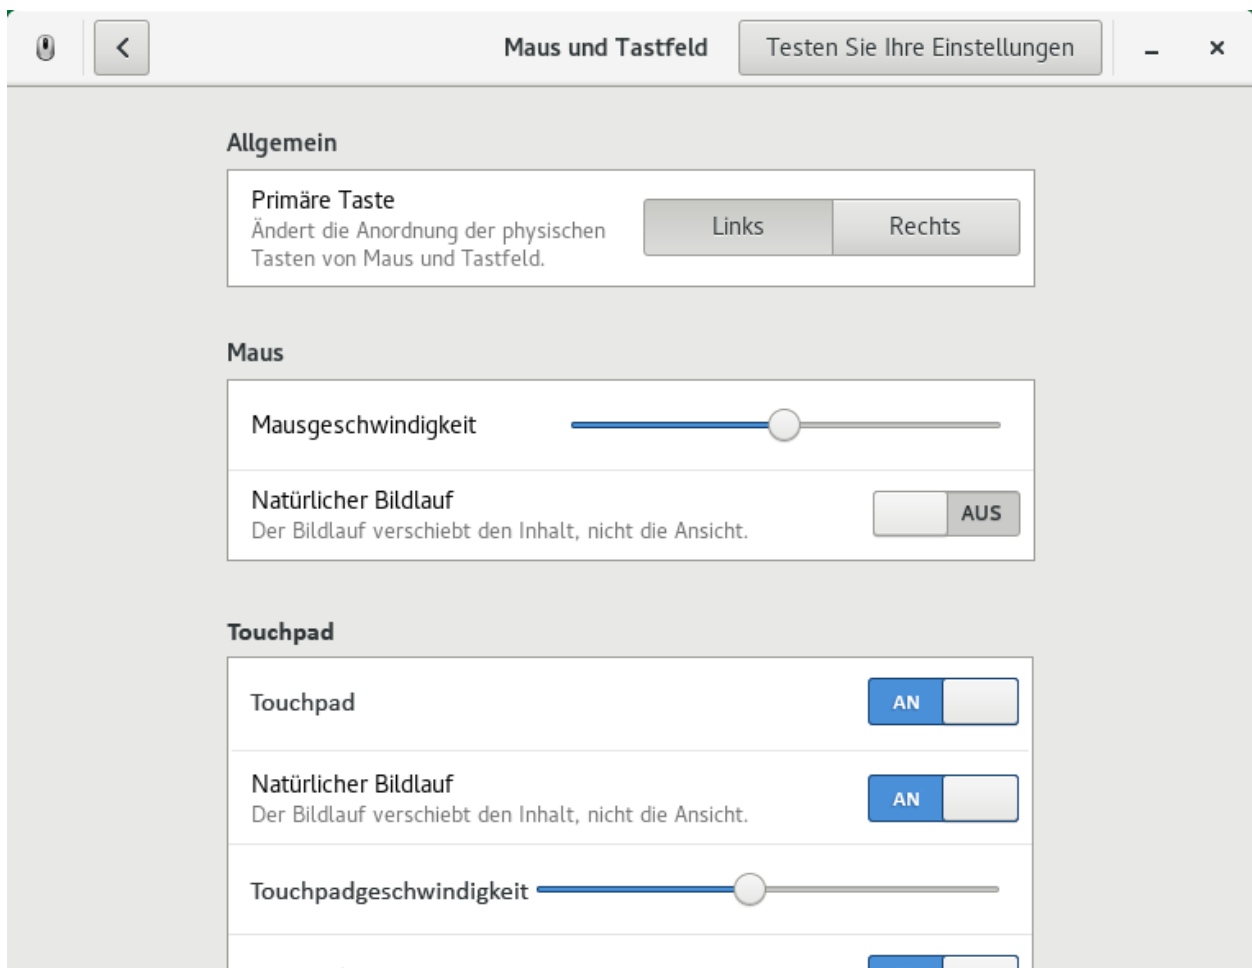 Maus und Tastfeld
Testen Sie Ihre Einstellungen
Allgemein
Primäre Taste
Ändert die Anordnung der physischen
Tasten von Maus und Tastfeld.
Links
Rechts
Maus
Mausgeschwindigkeit
Natürlicher Bildlauf
Der Bildlauf verschiebt den Inhalt, nicht die Ansicht.
AUS
Touchpad
Touchpad
AN
Natürlicher Bildlauf
Der Bildlauf verschiebt den Inhalt, nicht die Ansicht.
AN
Touchpadgeschwindigkeit